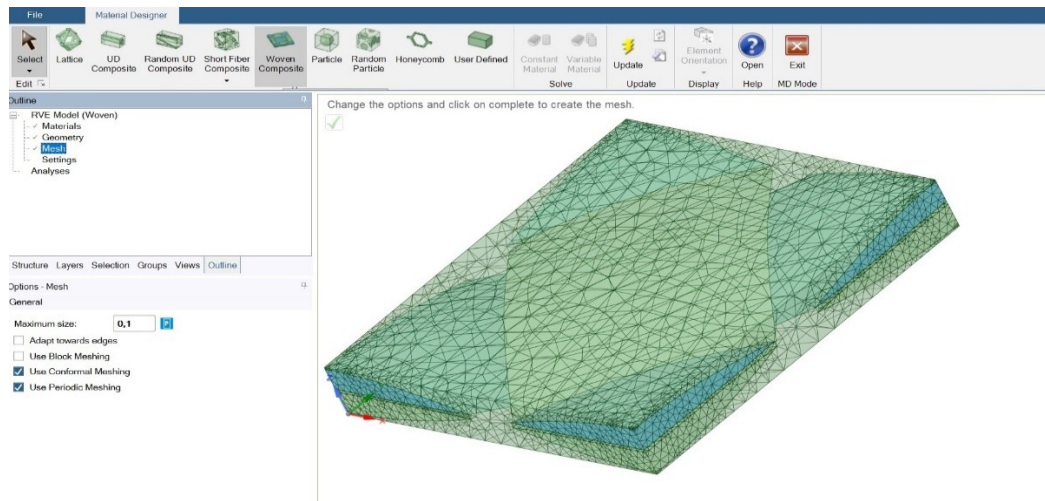 File Material Designer
Select Lattice UD Composite Random UD Composite Short Fiber Composite Woven Composite Particle Random Particle Honeycomb User Defined Constant Material Variable Material Update Element Orientation Open Exit
Edit Solve Update Display Help MD Mode
Outline
RVE Model (Woven)
Materials
Geometry
Mesh
Settings
Analyses
Structure Layers Selection Groups Views Outline
Options - Mesh
General
Maximum size: 0,1
Adapt towards edges
Use Block Meshing
Use Conformal Meshing
Use Periodic Meshing
Change the options and click on complete to create the mesh.
X